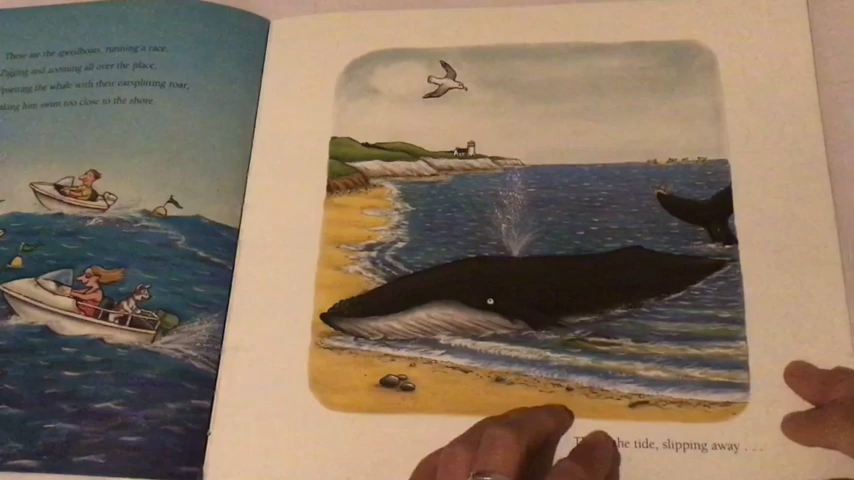 These are the speedboats, running a race,
Zigging and zooming all over the place,
Upsetting the whale with their earsplitting roar,
Making him swim too close to the shore.
the tide, slipping away . . .